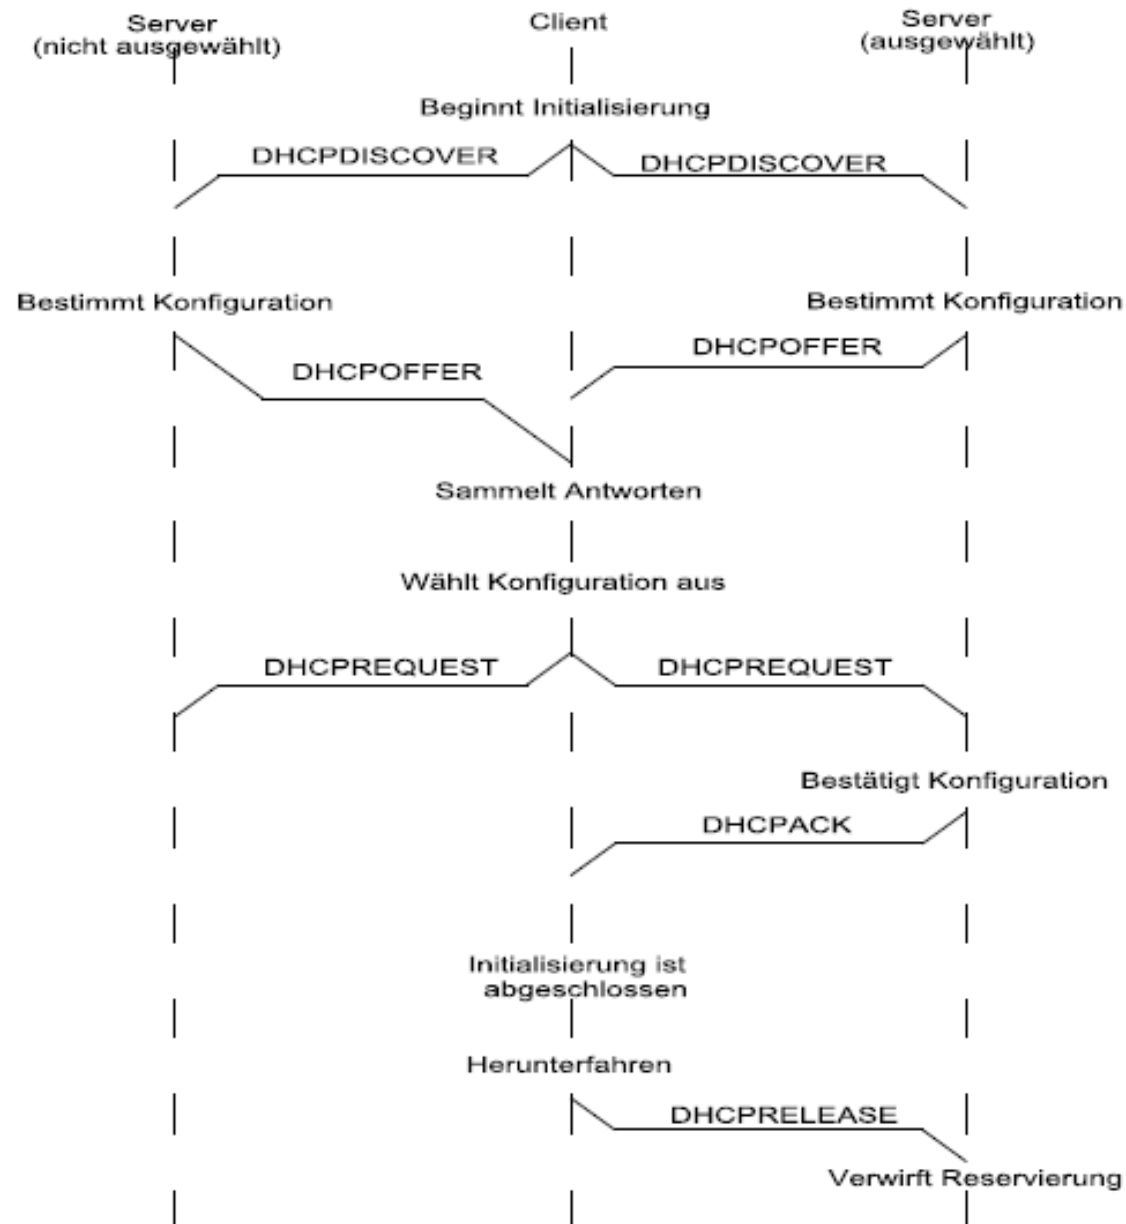 Server
(nicht ausgewählt)
Client
Server
(ausgewählt)
Beginnt Initialisierung
DHCPDISCOVER
DHCPDISCOVER
Bestimmt Konfiguration
Bestimmt Konfiguration
DHCPOFFER
DHCPOFFER
Sammelt Antworten
Wählt Konfiguration aus
DHCPREQUEST
DHCPREQUEST
Bestätigt Konfiguration
DHCPACK
Initialisierung ist
abgeschlossen
Herunterfahren
DHCPRELEASE
Verwirft Reservierung